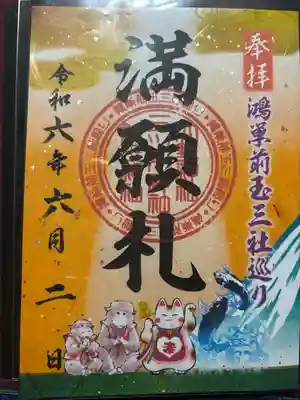 奉拝
鴻巣前玉三社巡り
満願札
令和六年六月二日